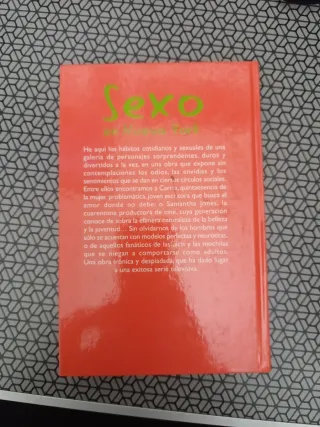 Sexo
en Nueva York
He aquí los hábitos cotidianos y sexuales de una
galería de personajes sorprendentes, duros y
divertidos a la vez, en una obra que expone sin
contemplaciones los odios, las envidias y los
sentimientos que se dan en ciertos círculos sociales.
Entre ellos encontramos a Carrie, quintaesencia de
la mujer problemática, joven escritora que busca el
amor donde no debe; o Samantha Jones, la
cuarentona productora de cine, cuya generación
conoce de sobra la efímera naturaleza de la belleza
y la juventud... Sin olvidarnos de los hombres que
sólo se acuestan con modelos perfectas y neuróticas,
o de aquellos fanáticos de las bicis y las mochilas
que se niegan a comportarse como adultos.
Una obra irónica y despiadada, que ha dado lugar
a una exitosa serie televisiva.